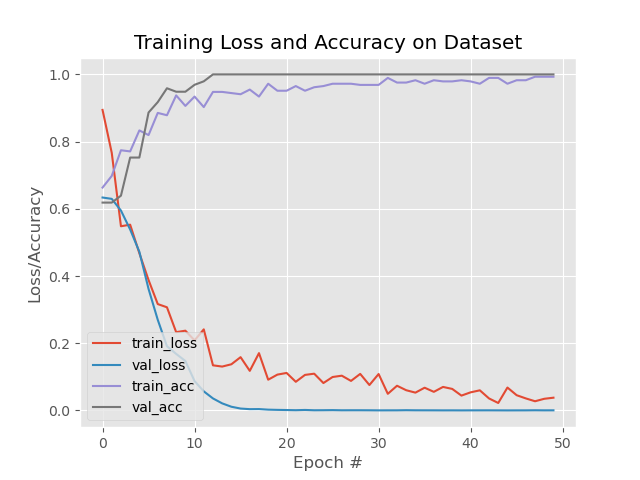 Training Loss and Accuracy on Dataset
Loss/Accuracy
1.0
0.8
0.6
0.4
0.2
0.0
train_loss
val_loss
train_acc
val_acc
0 10 20 30 40 50
Epoch #